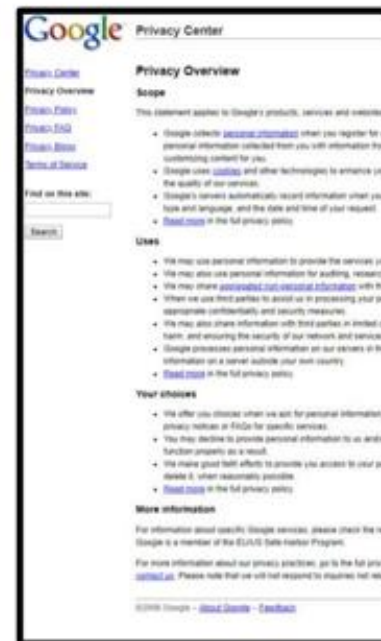 Google Privacy Center
Privacy Center
Privacy Overview
Privacy Policy
Privacy FAQ
Privacy Blog
Terms of Service
Find on this site:
Search
Privacy Overview
Scope
This statement applies to Google's products, services and websites
Google collects personal information when you register for
personal information collected from you with information fro
customizing content for you.
Google uses cookies and other technologies to enhance yo
the quality of our services.
Google's servers automatically record information when you
type and language, and the date and time of your request.
Read more in the full privacy policy.
Uses
We may use personal information to provide the services yo
We may also use personal information for auditing, research
We may share aggregated non-personal information with th
When we use third parties to assist us in processing your p
appropriate confidentiality and security measures.
We may also share information with third parties in limited c
harm, and ensuring the security of our network and services
Google processes personal information on our servers in th
information on a server outside your own country.
Read more in the full privacy policy.
Your choices
We offer you choices when we ask for personal information
privacy notices or FAQs for specific services.
You may decline to provide personal information to us and/
function properly as a result.
We make good faith efforts to provide you access to your p
delete it, when reasonably possible.
Read more in the full privacy policy.
More information
For information about specific Google services, please check the
Google is a member of the EU/US Safe Harbor Program.
For more information about our privacy practices, go to the full
contact us. Please note that we will not respond to inquiries not
Google - About Google - Feedback